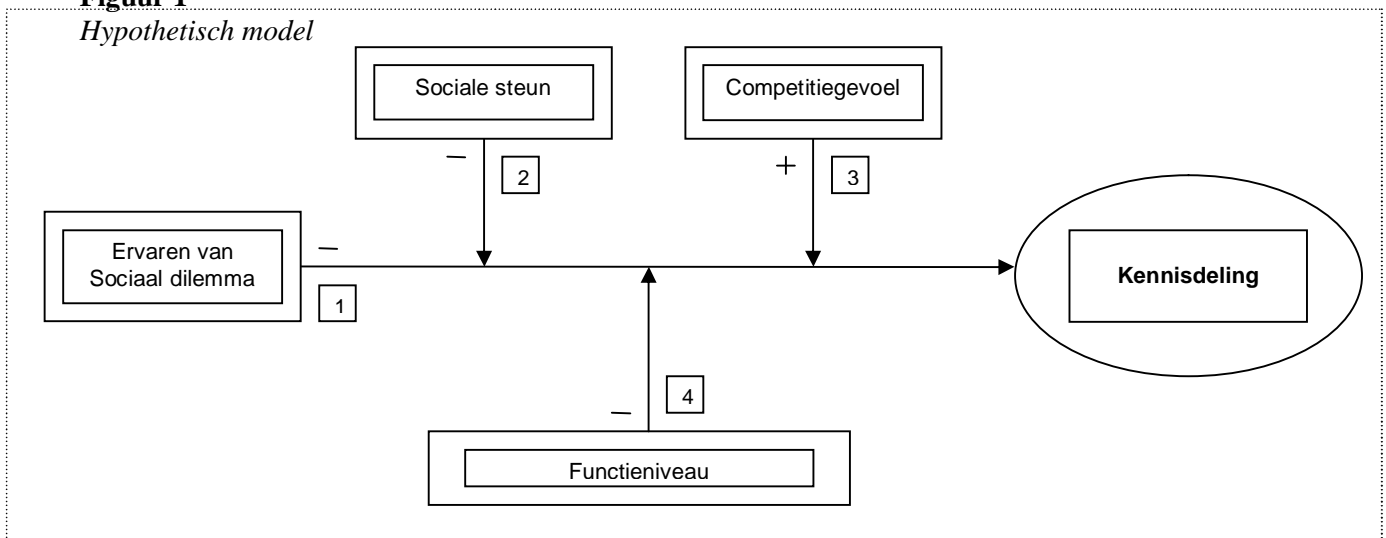 Figuur 1
Hypothetisch model
Sociale steun
Competitiegevoel
– 2
+ 3
Ervaren van
Sociaal dilemma
–
1
Kennisdeling
4
–
Functieniveau